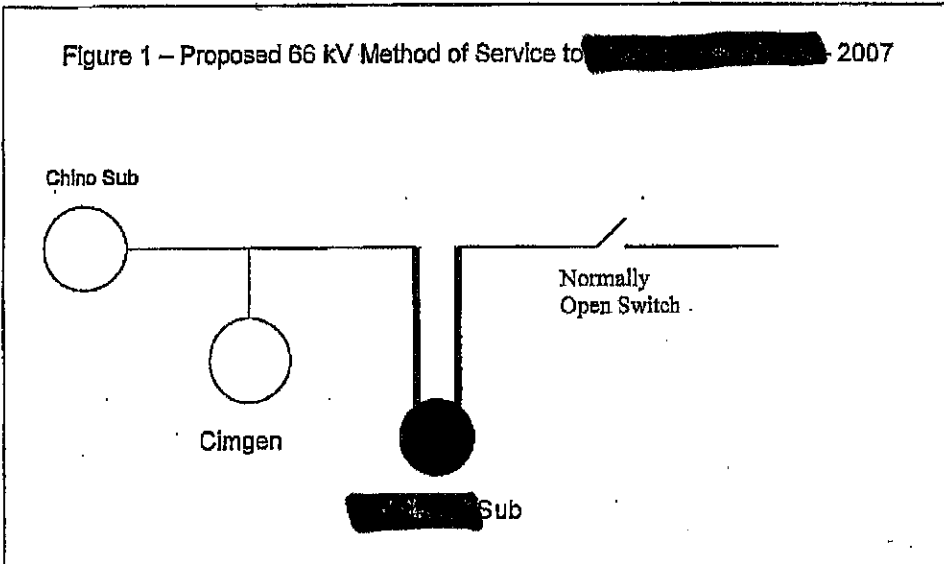 Figure 1 – Proposed 66 kV Method of Service to 2007
Chino Sub
Normally
Open Switch
Cimgen
Sub